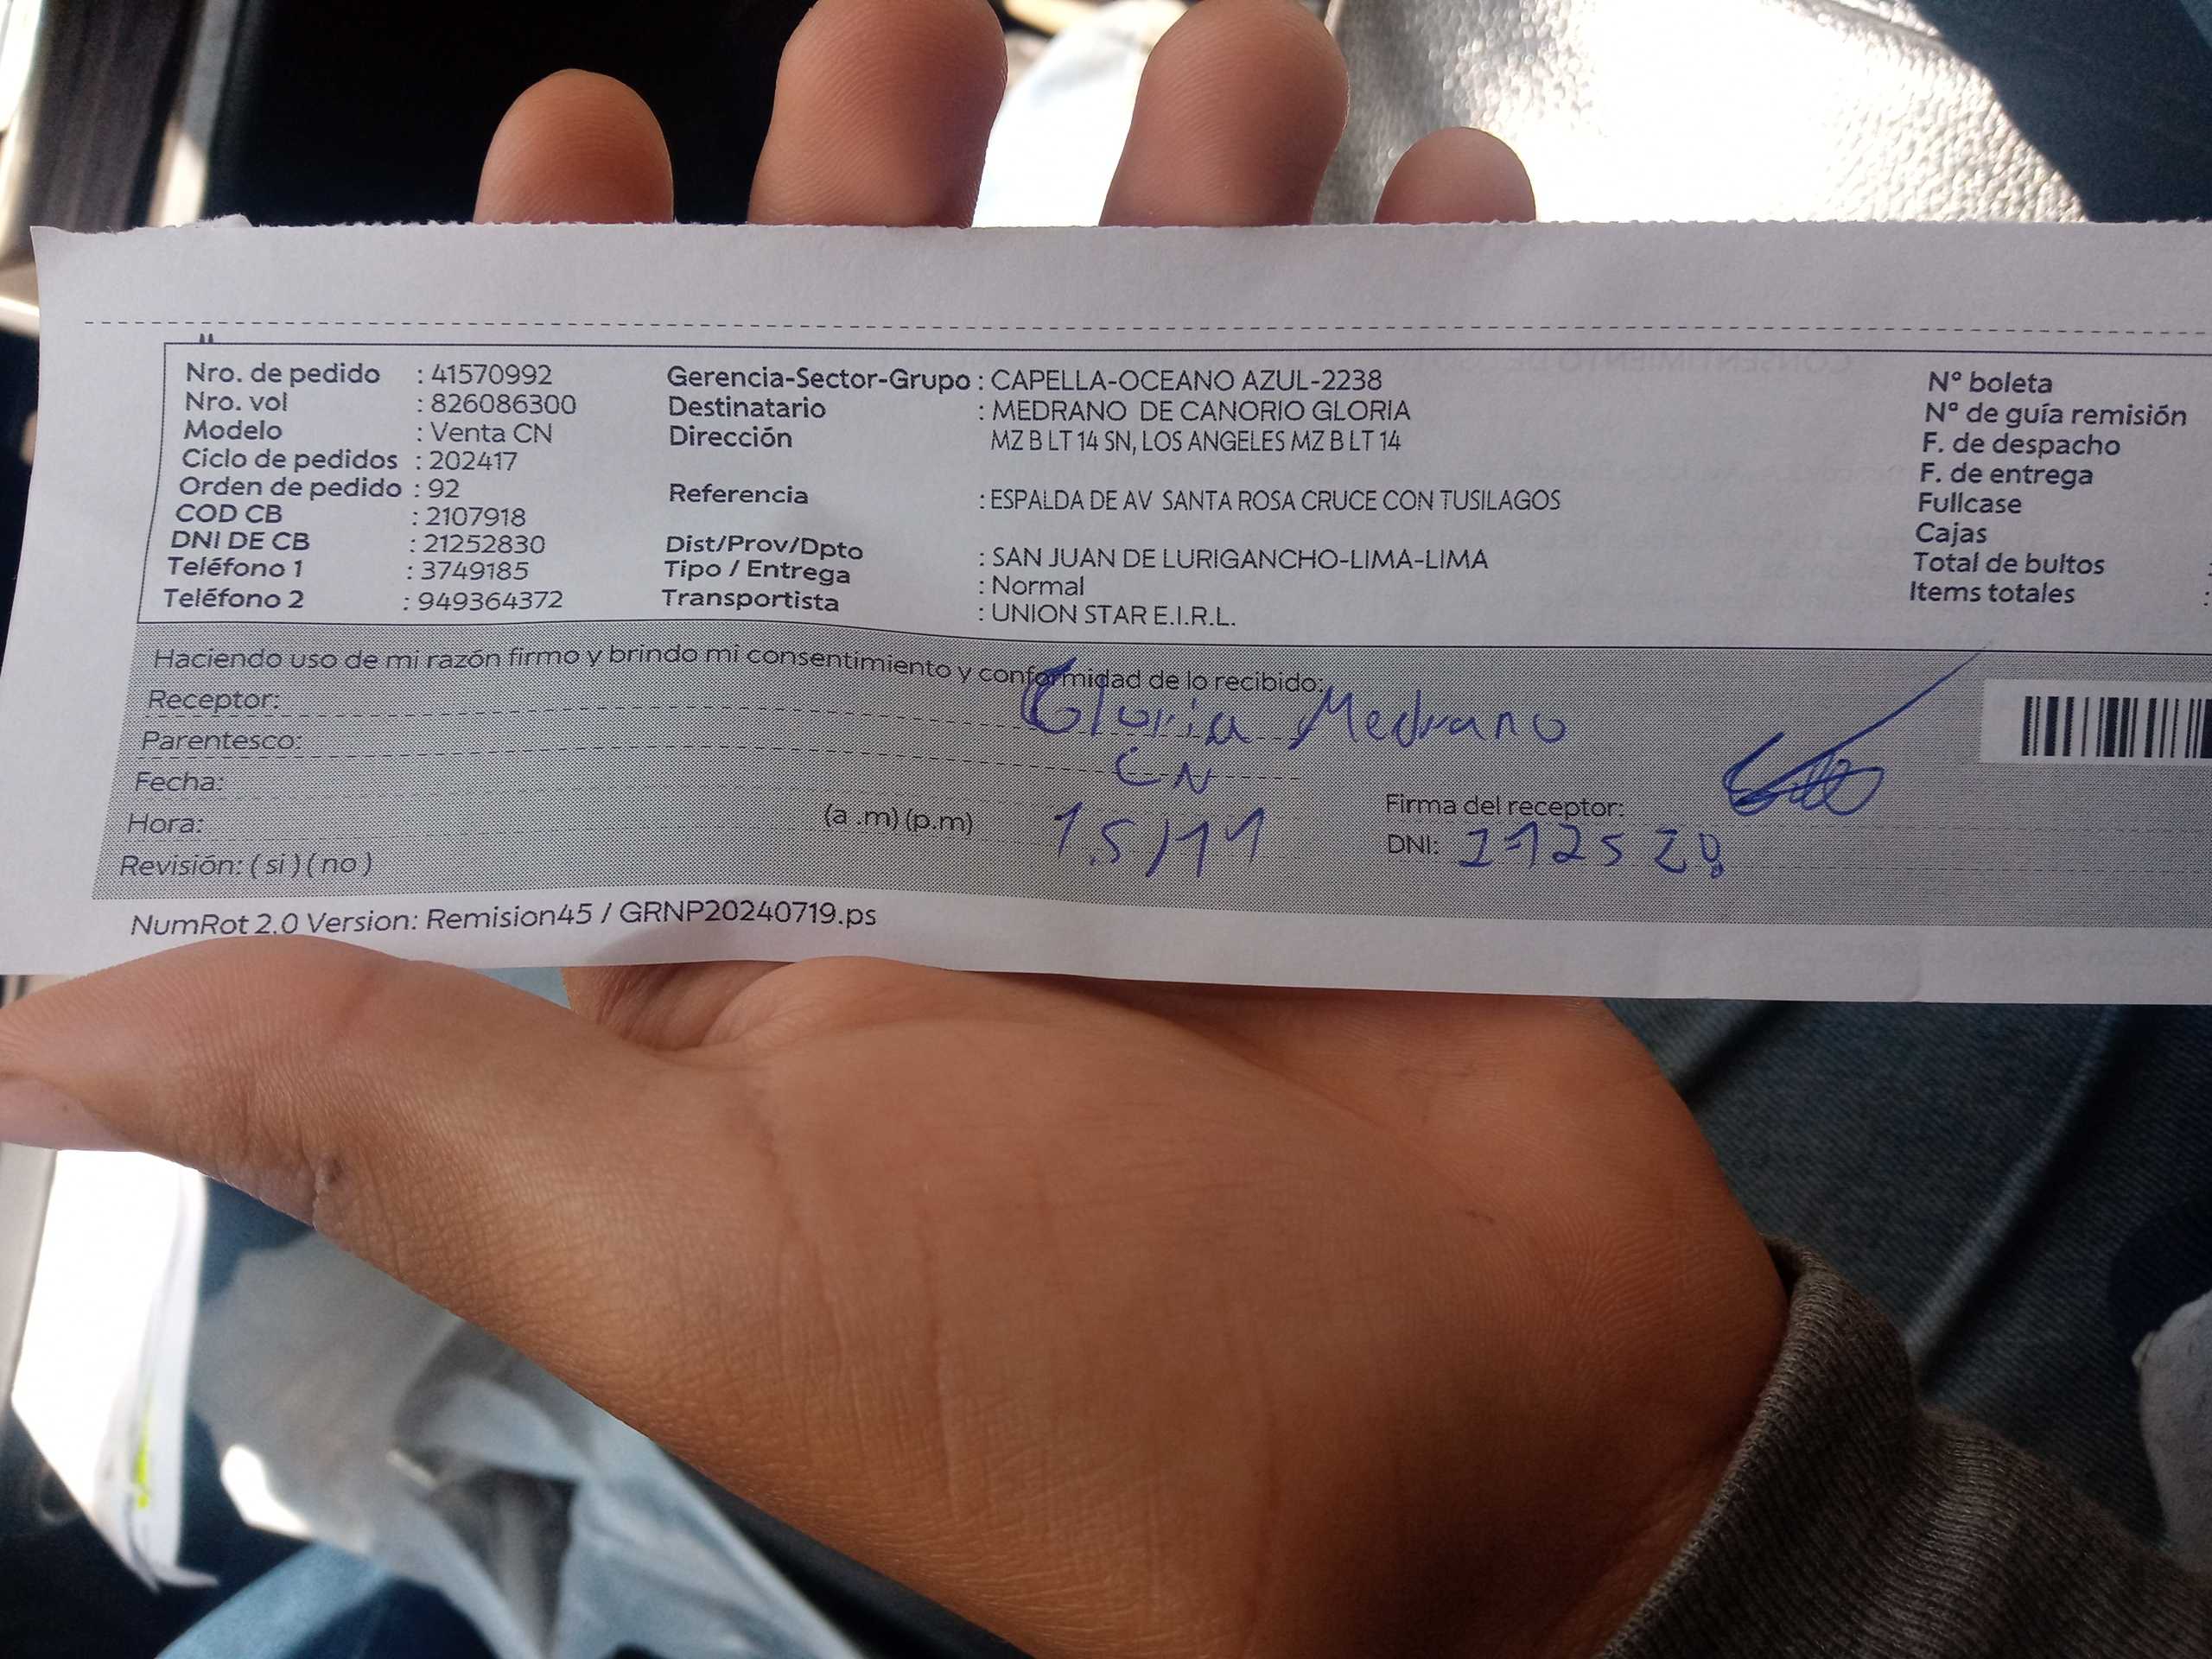 Nro. de pedido : 41570992
Nro. vol : 826086300
Modelo : Venta CN
Ciclo de pedidos : 202417
Orden de pedido : 92
COD CB : 2107918
DNI DE CB : 21252830
Teléfono 1 : 3749185
Teléfono 2 : 949364372
Gerencia-Sector-Grupo : CAPELLA-OCEANO AZUL-2238
Destinatario : MEDRANO DE CANORIO GLORIA
Dirección MZ B LT 14 SN, LOS ANGELES MZ B LT 14
Referencia : ESPALDA DE AV SANTA ROSA CRUCE CON TUSILAGOS
Dist/Prov/Dpto : SAN JUAN DE LURIGANCHO-LIMA-LIMA
Tipo / Entrega : Normal
Transportista : UNION STAR E.I.R.L.
Nº boleta
Nº de guía remisión
F. de despacho
F. de entrega
Fullcase
Cajas
Total de bultos :
Items totales :
Haciendo uso de mi razón firmo y brindo mi consentimiento y conformidad de lo recibido:
Receptor: Gloria Medrano
Parentesco: CN
Fecha: 15/11
Hora: (a .m) (p.m)
Revisión: ( si ) ( no )
Firma del receptor:
DNI:
NumRot 2.0 Version: Remision45 / GRNP20240719.ps